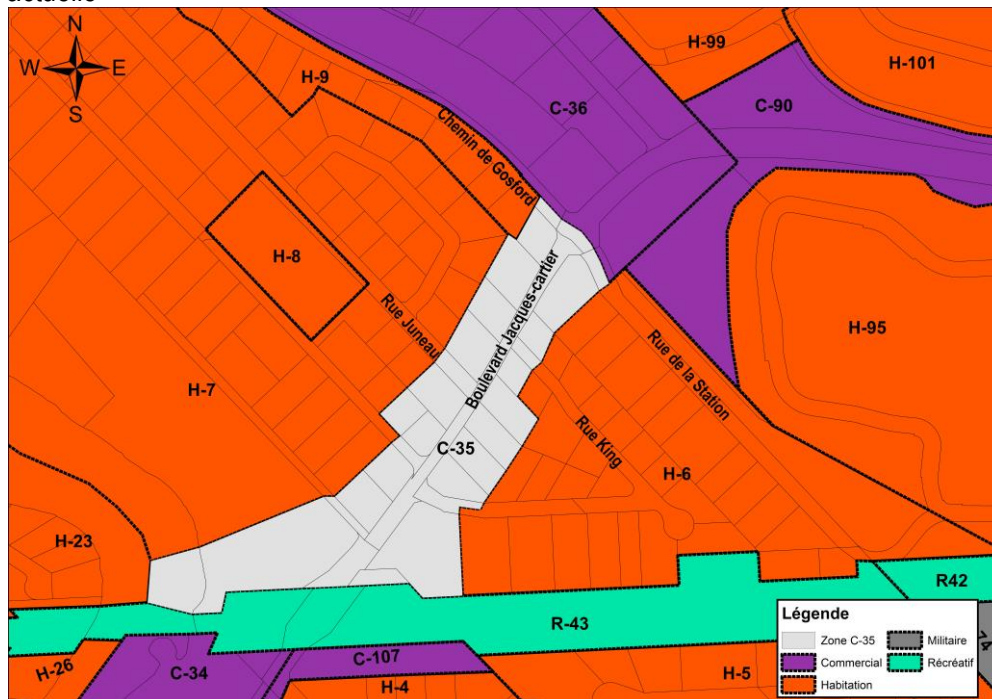 actuelle
N
W E
S
H-99
H-101
H-9
C-36
C-90
Chemin de Gosford
H-8
Boulevard Jacques-cartier
Rue Juneau
H-95
Rue de la Station
H-7
C-35
Rue King
H-6
H-23
R42
R-43
H-26
C-34
C-107
H-4
H-5
74
Légende
Zone C-35
Militaire
Commercial
Récréatif
Habitation